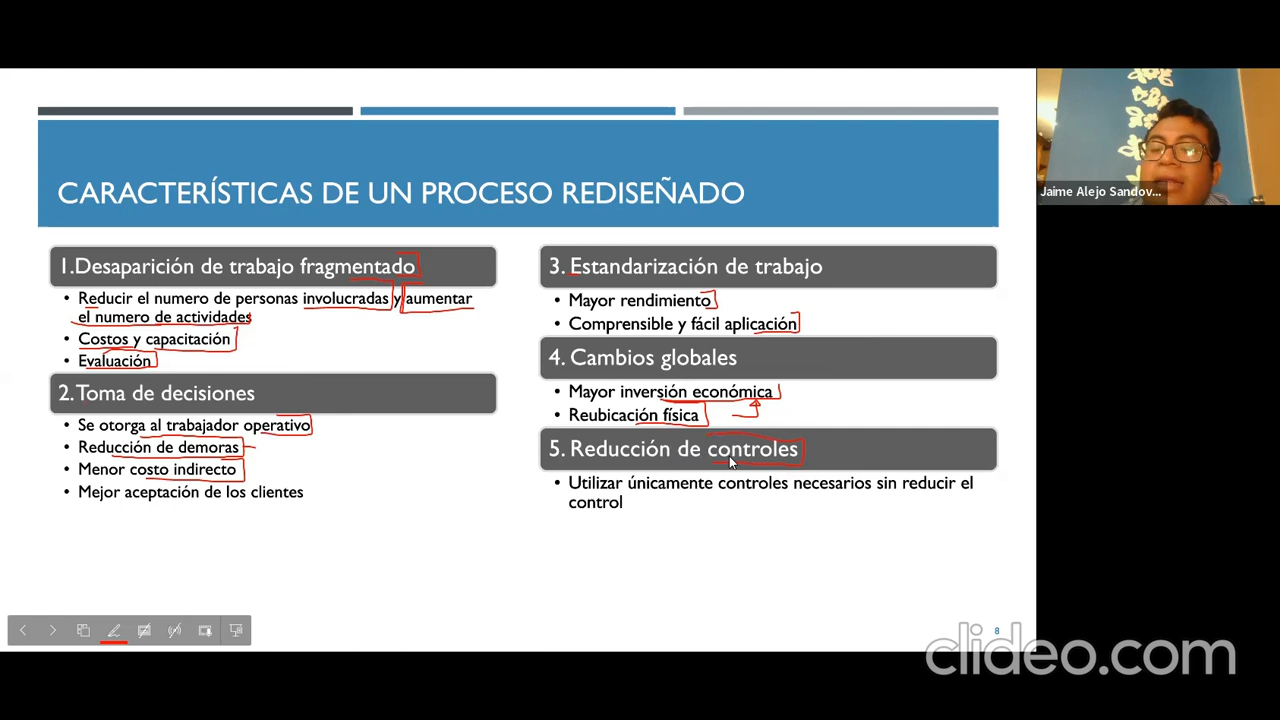 CARACTERÍSTICAS DE UN PROCESO REDISEÑADO
1.Desaparición de trabajo fragmentado
• Reducir el numero de personas involucradas y aumentar
el numero de actividades
• Costos y capacitación
• Evaluación
2.Toma de decisiones
• Se otorga al trabajador operativo
• Reducción de demoras
• Menor costo indirecto
• Mejor aceptación de los clientes
3. Estandarización de trabajo
• Mayor rendimiento
• Comprensible y fácil aplicación
4. Cambios globales
• Mayor inversión económica
• Reubicación física
5. Reducción de controles
• Utilizar únicamente controles necesarios sin reducir el
control
8
Jaime Alejo Sandov...
clideo.com